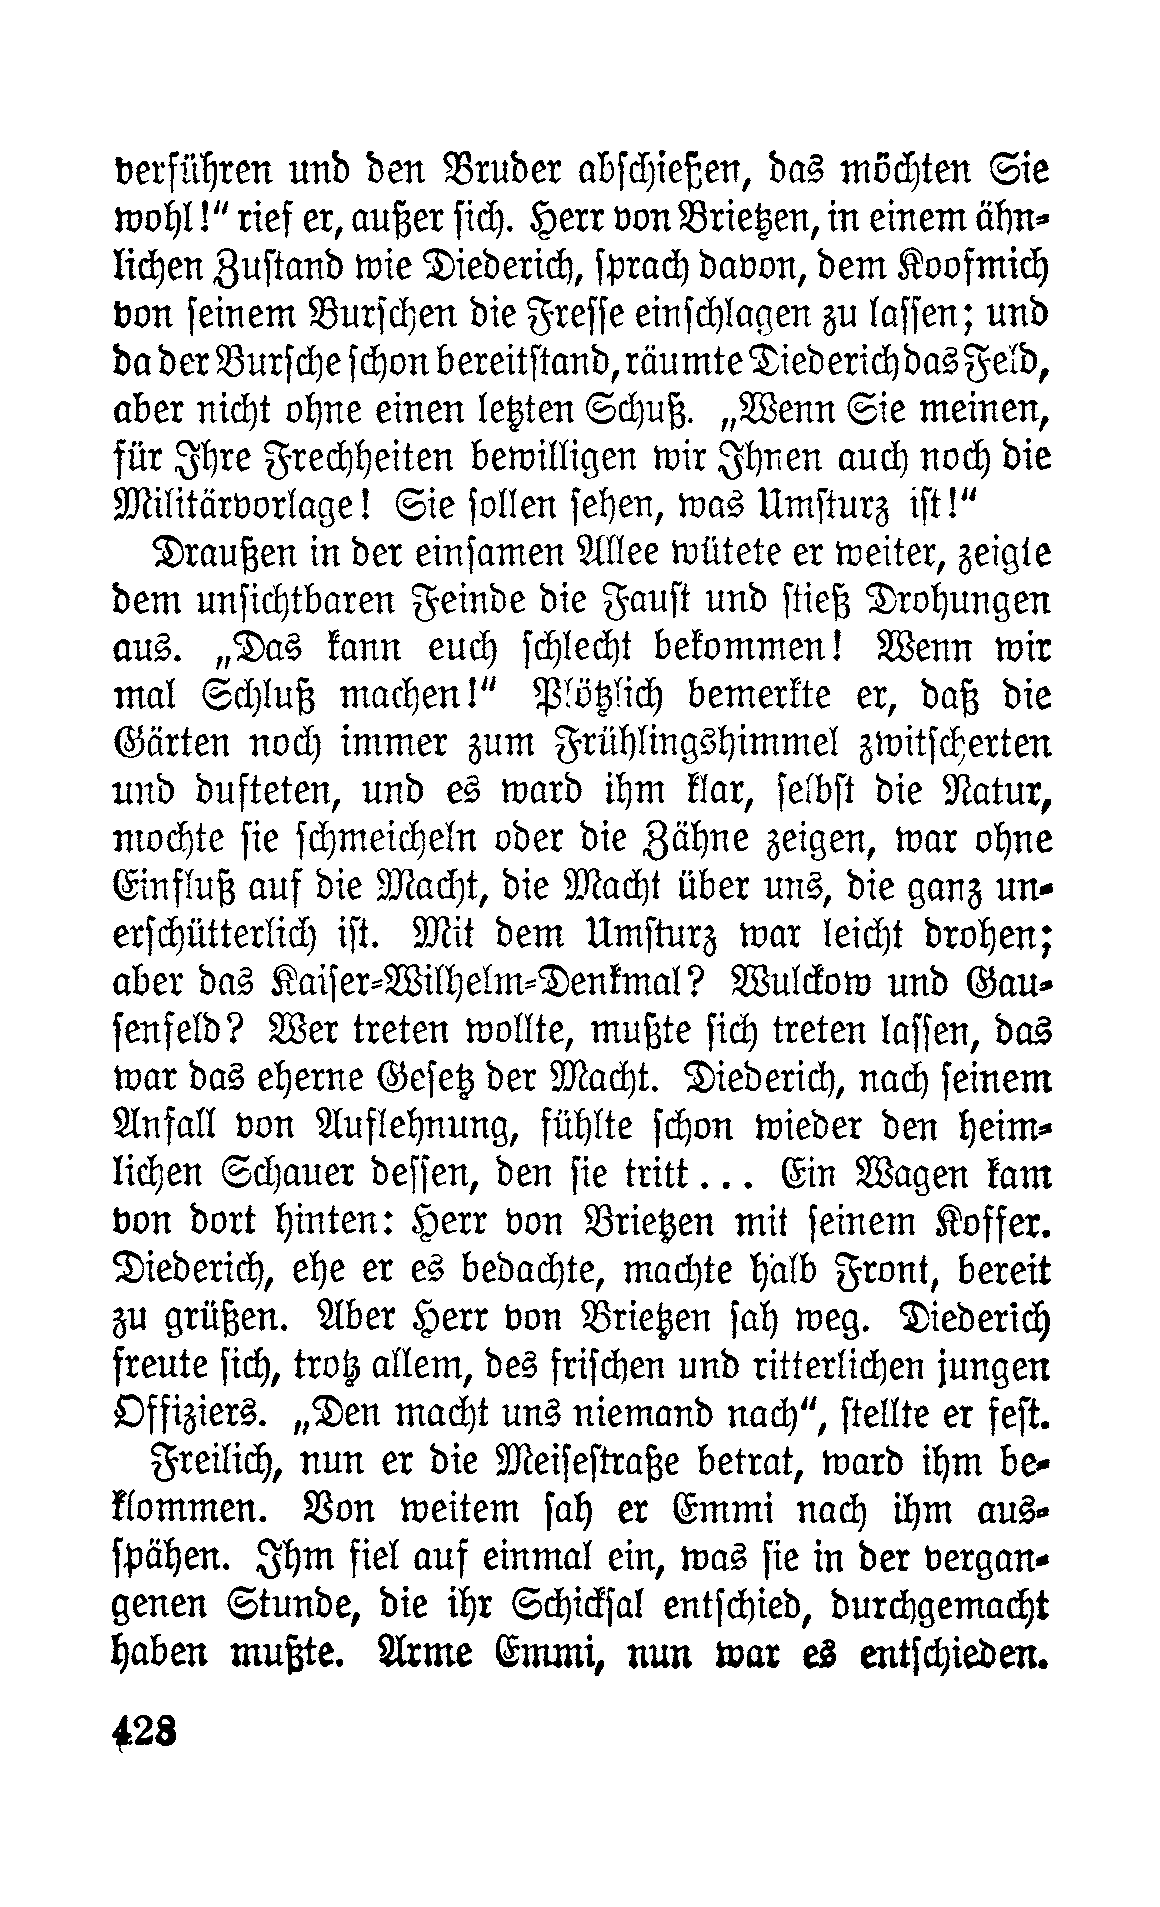 verführen und den Bruder abschießen, das möchten Sie
wohl!“ rief er, außer sich. Herr von Brietzen, in einem ähn-
lichen Zustand wie Diederich, sprach davon, dem Koofmich
von seinem Burschen die Fresse einschlagen zu lassen; und
da der Bursche schon bereitstand, räumte Diederich das Feld,
aber nicht ohne einen letzten Schuß. „Wenn Sie meinen,
für Ihre Frechheiten bewilligen wir Ihnen auch noch die
Militärvorlage! Sie sollen sehen, was Umsturz ist!“
Draußen in der einsamen Allee wütete er weiter, zeigte
dem unsichtbaren Feinde die Faust und stieß Drohungen
aus. „Das kann euch schlecht bekommen! Wenn wir
mal Schluß machen!“ Plötzlich bemerkte er, daß die
Gärten noch immer zum Frühlingshimmel zwitscherten
und dufteten, und es ward ihm klar, selbst die Natur,
mochte sie schmeicheln oder die Zähne zeigen, war ohne
Einfluß auf die Macht, die Macht über uns, die ganz un-
erschütterlich ist. Mit dem Umsturz war leicht drohen;
aber das Kaiser-Wilhelm-Denkmal? Wulckow und Gau-
senfeld? Wer treten wollte, mußte sich treten lassen, das
war das eherne Gesetz der Macht. Diederich, nach seinem
Anfall von Auflehnung, fühlte schon wieder den heim-
lichen Schauer dessen, den sie tritt... Ein Wagen kam
von dort hinten: Herr von Brietzen mit seinem Koffer.
Diederich, ehe er es bedachte, machte halb Front, bereit
zu grüßen. Aber Herr von Brietzen sah weg. Diederich
freute sich, trotz allem, des frischen und ritterlichen jungen
Offiziers. „Den macht uns niemand nach“, stellte er fest.
Freilich, nun er die Meisestraße betrat, ward ihm be-
klommen. Von weitem sah er Emmi nach ihm aus-
spähen. Ihm fiel auf einmal ein, was sie in der vergan-
genen Stunde, die ihr Schicksal entschied, durchgemacht
haben mußte. Arme Emmi, nun war es entschieden.
428